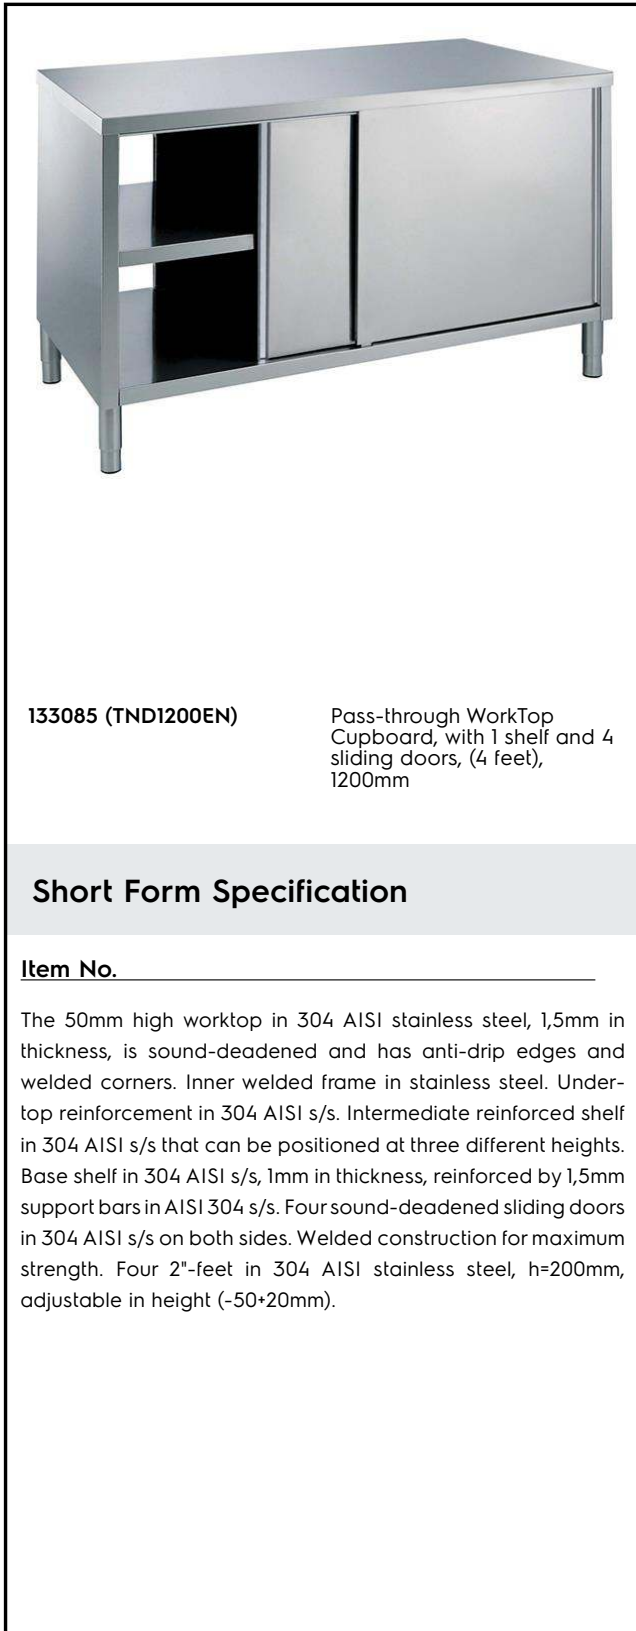 133085 (TND1200EN)
Pass-through WorkTop
Cupboard, with 1 shelf and 4
sliding doors, (4 feet),
1200mm
Short Form Specification
Item No.
The 50mm high worktop in 304 AISI stainless steel, 1,5mm in
thickness, is sound-deadened and has anti-drip edges and
welded corners. Inner welded frame in stainless steel. Under-
top reinforcement in 304 AISI s/s. Intermediate reinforced shelf
in 304 AISI s/s that can be positioned at three different heights.
Base shelf in 304 AISI s/s, 1mm in thickness, reinforced by 1,5mm
support bars in AISI 304 s/s. Four sound-deadened sliding doors
in 304 AISI s/s on both sides. Welded construction for maximum
strength. Four 2"-feet in 304 AISI stainless steel, h=200mm,
adjustable in height (-50+20mm).